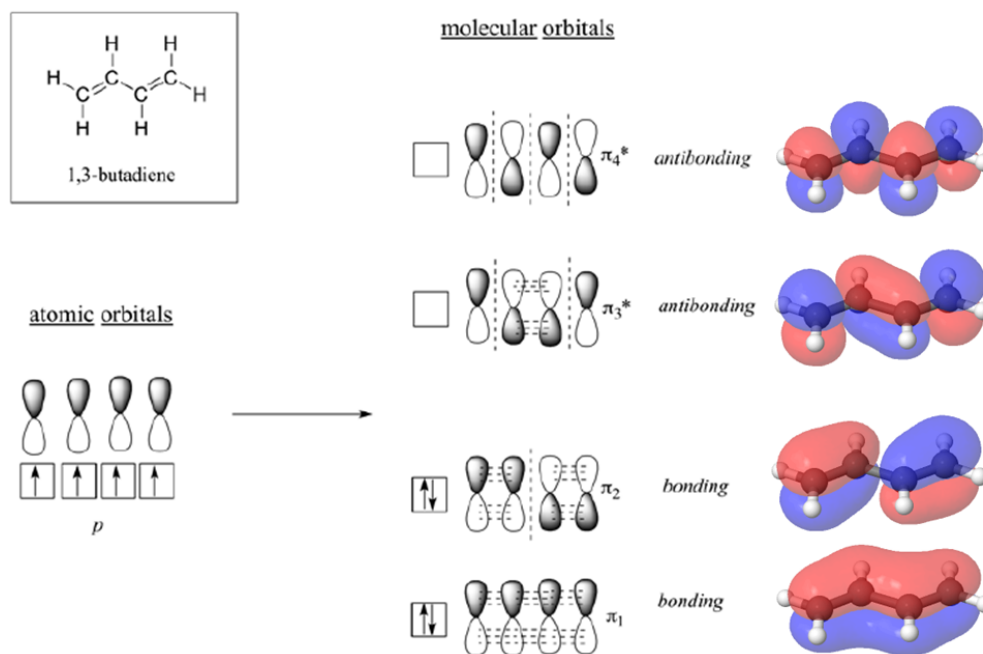 H H
H C C
C C H
H H
1,3-butadiene
atomic orbitals
p
molecular orbitals
π4* antibonding
π3* antibonding
π2 bonding
π1 bonding